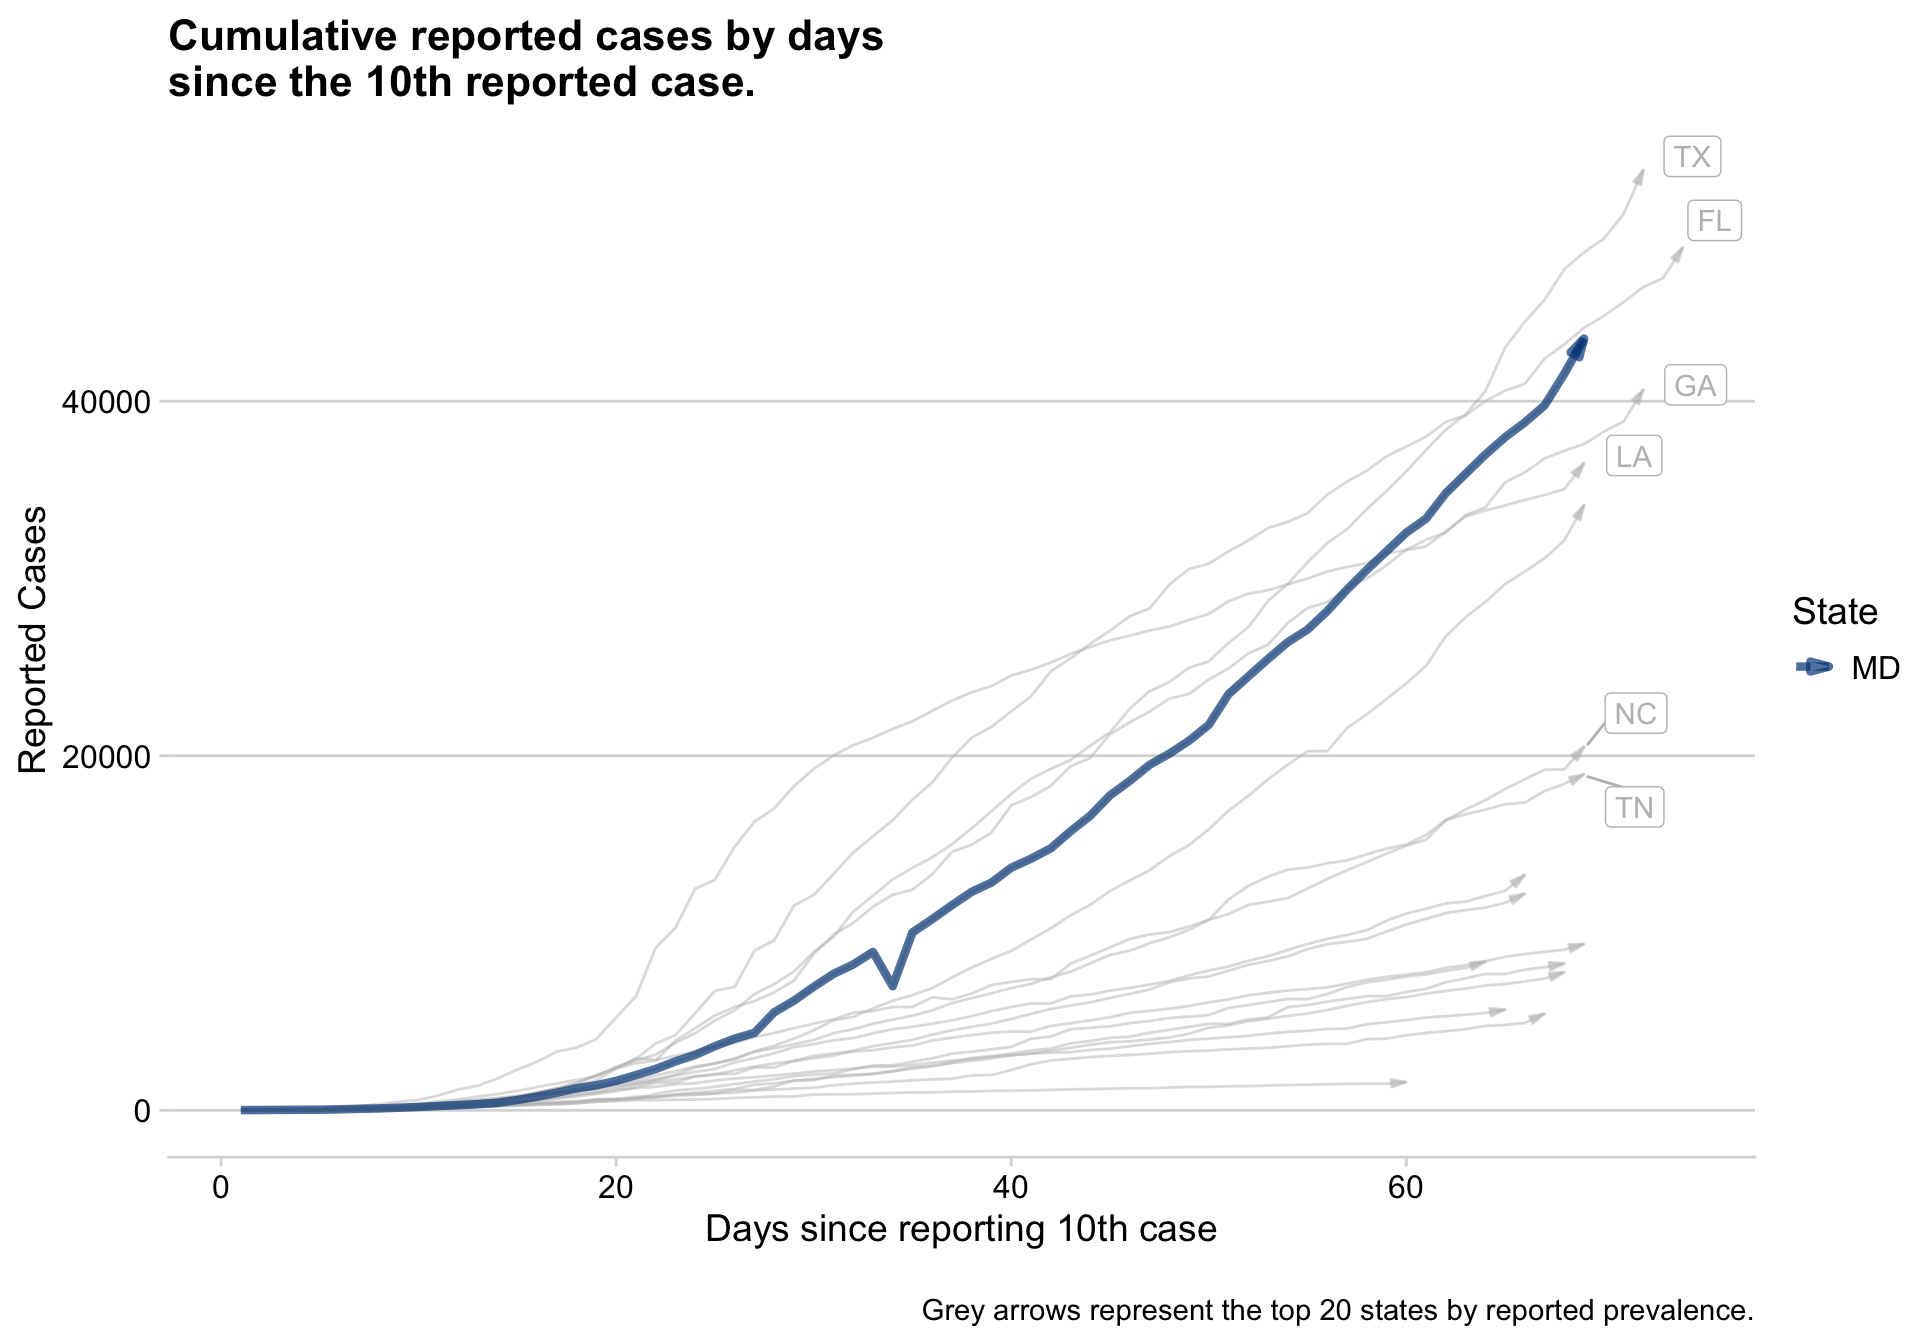 Cumulative reported cases by days
since the 10th reported case.
TX
FL
GA
LA
NC
TN
40000
20000
0
Reported Cases
0 20 40 60
Days since reporting 10th case
State
MD
Grey arrows represent the top 20 states by reported prevalence.